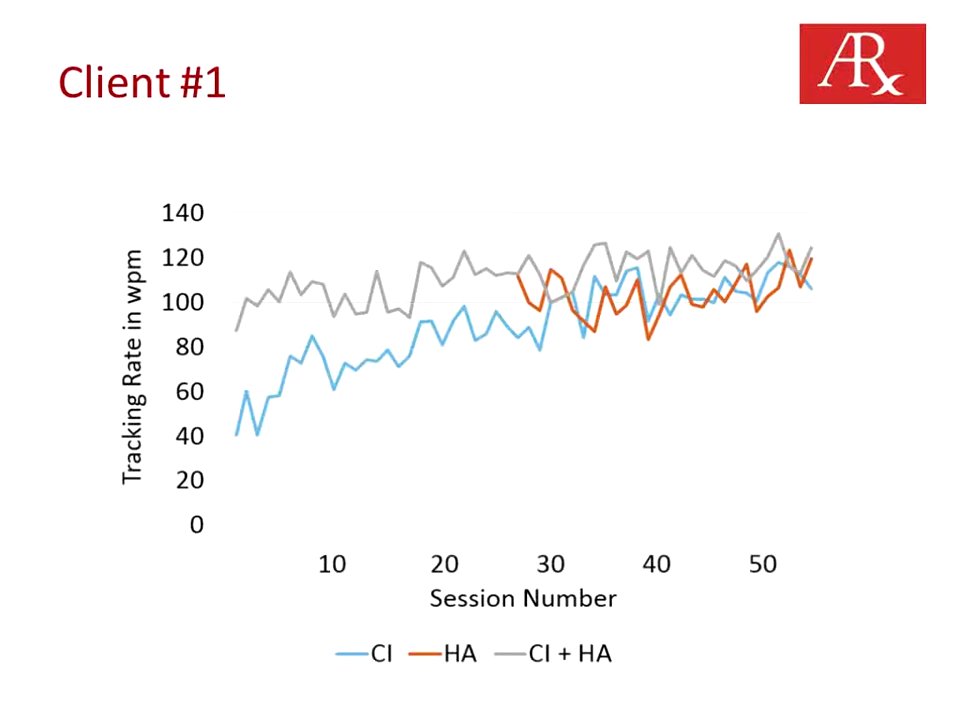 Client #1
ARx
140
120
100
80
60
40
20
0
Tracking Rate in wpm
10 20 30 40 50
Session Number
CI HA CI + HA